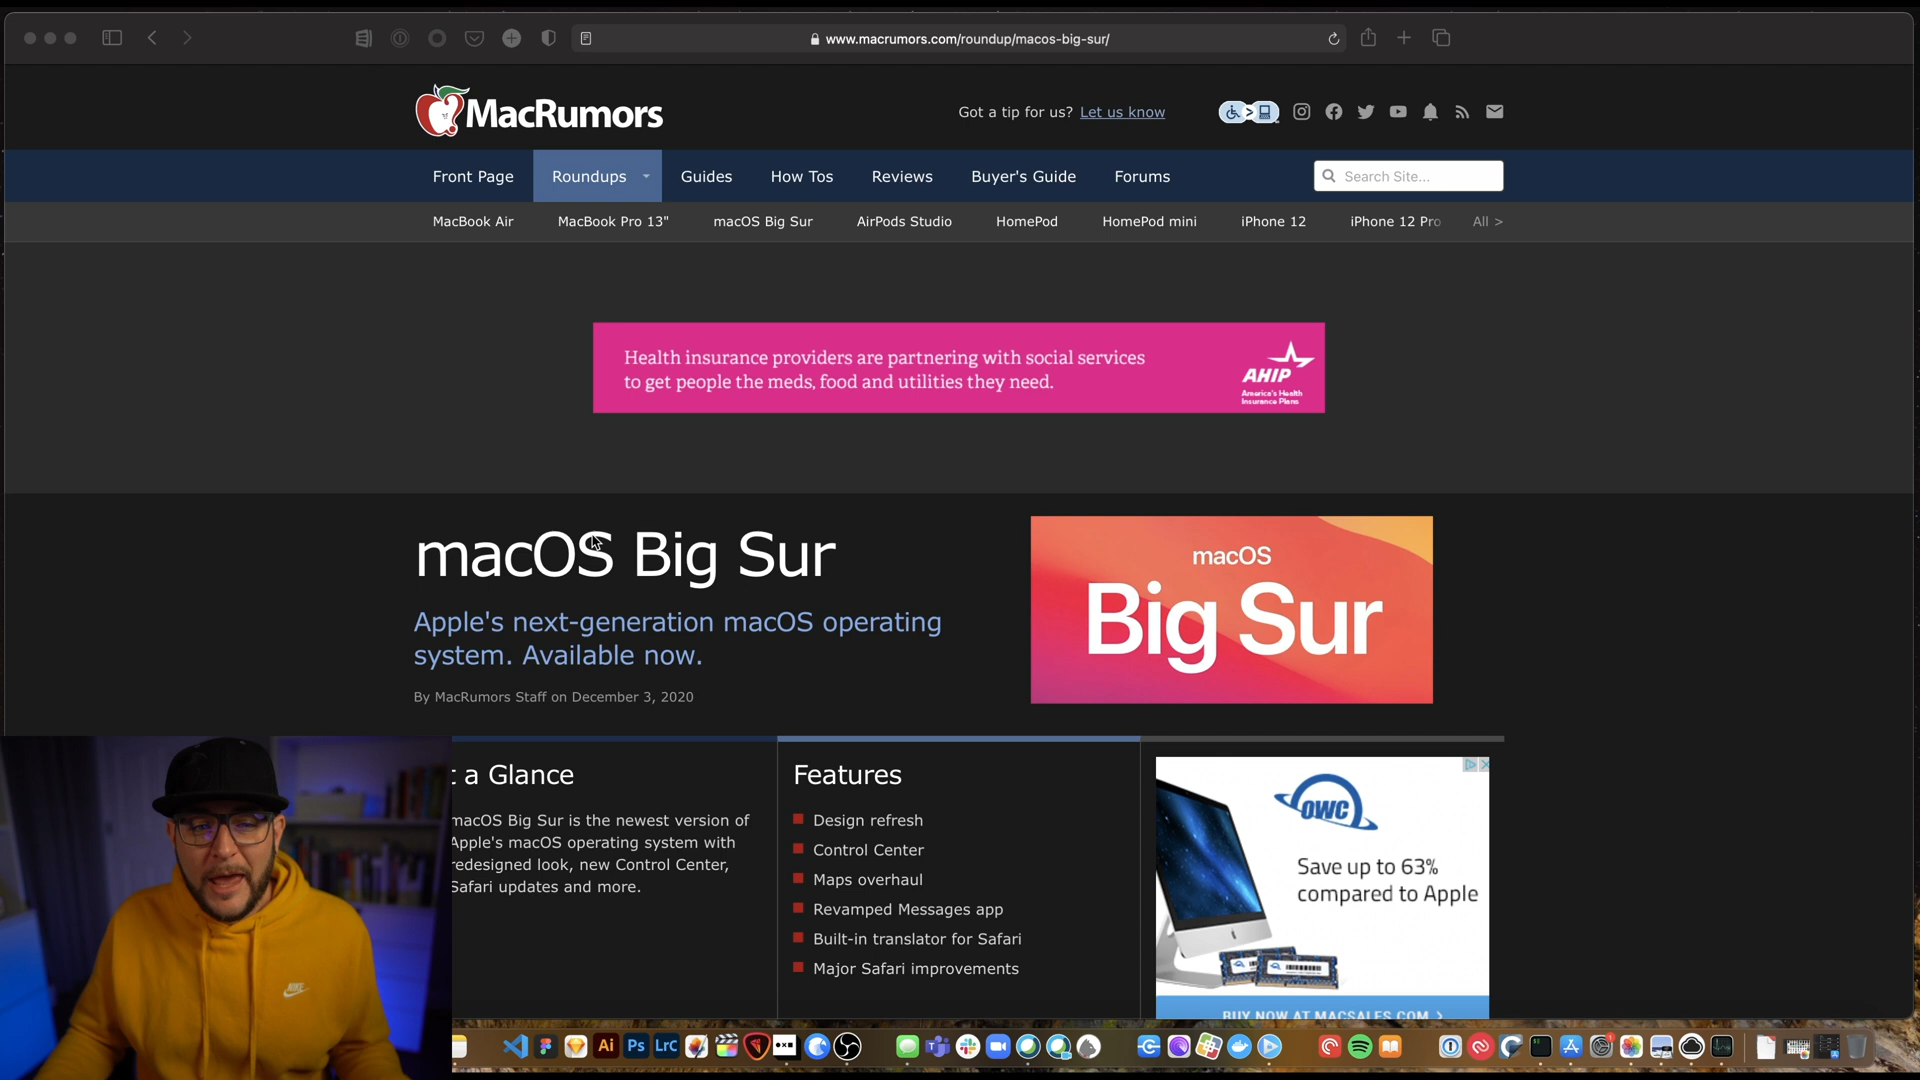 www.macrumors.com/roundup/macos-big-sur/
MacRumors
Got a tip for us? Let us know
Front Page Roundups Guides How Tos Reviews Buyer's Guide Forums
Search Site...
MacBook Air MacBook Pro 13" macOS Big Sur AirPods Studio HomePod HomePod mini iPhone 12 iPhone 12 Pro All >
Health insurance providers are partnering with social services
to get people the meds, food and utilities they need.
AHIP
America's Health
Insurance Plans
macOS Big Sur
Apple's next-generation macOS operating
system. Available now.
By MacRumors Staff on December 3, 2020
macOS
Big Sur
t a Glance
macOS Big Sur is the newest version of
Apple's macOS operating system with
redesigned look, new Control Center,
Safari updates and more.
Features
Design refresh
Control Center
Maps overhaul
Revamped Messages app
Built-in translator for Safari
Major Safari improvements
OWC
Save up to 63%
compared to Apple
BUY NOW AT MACSALES.COM >
NIKE
Ai Ps LrC